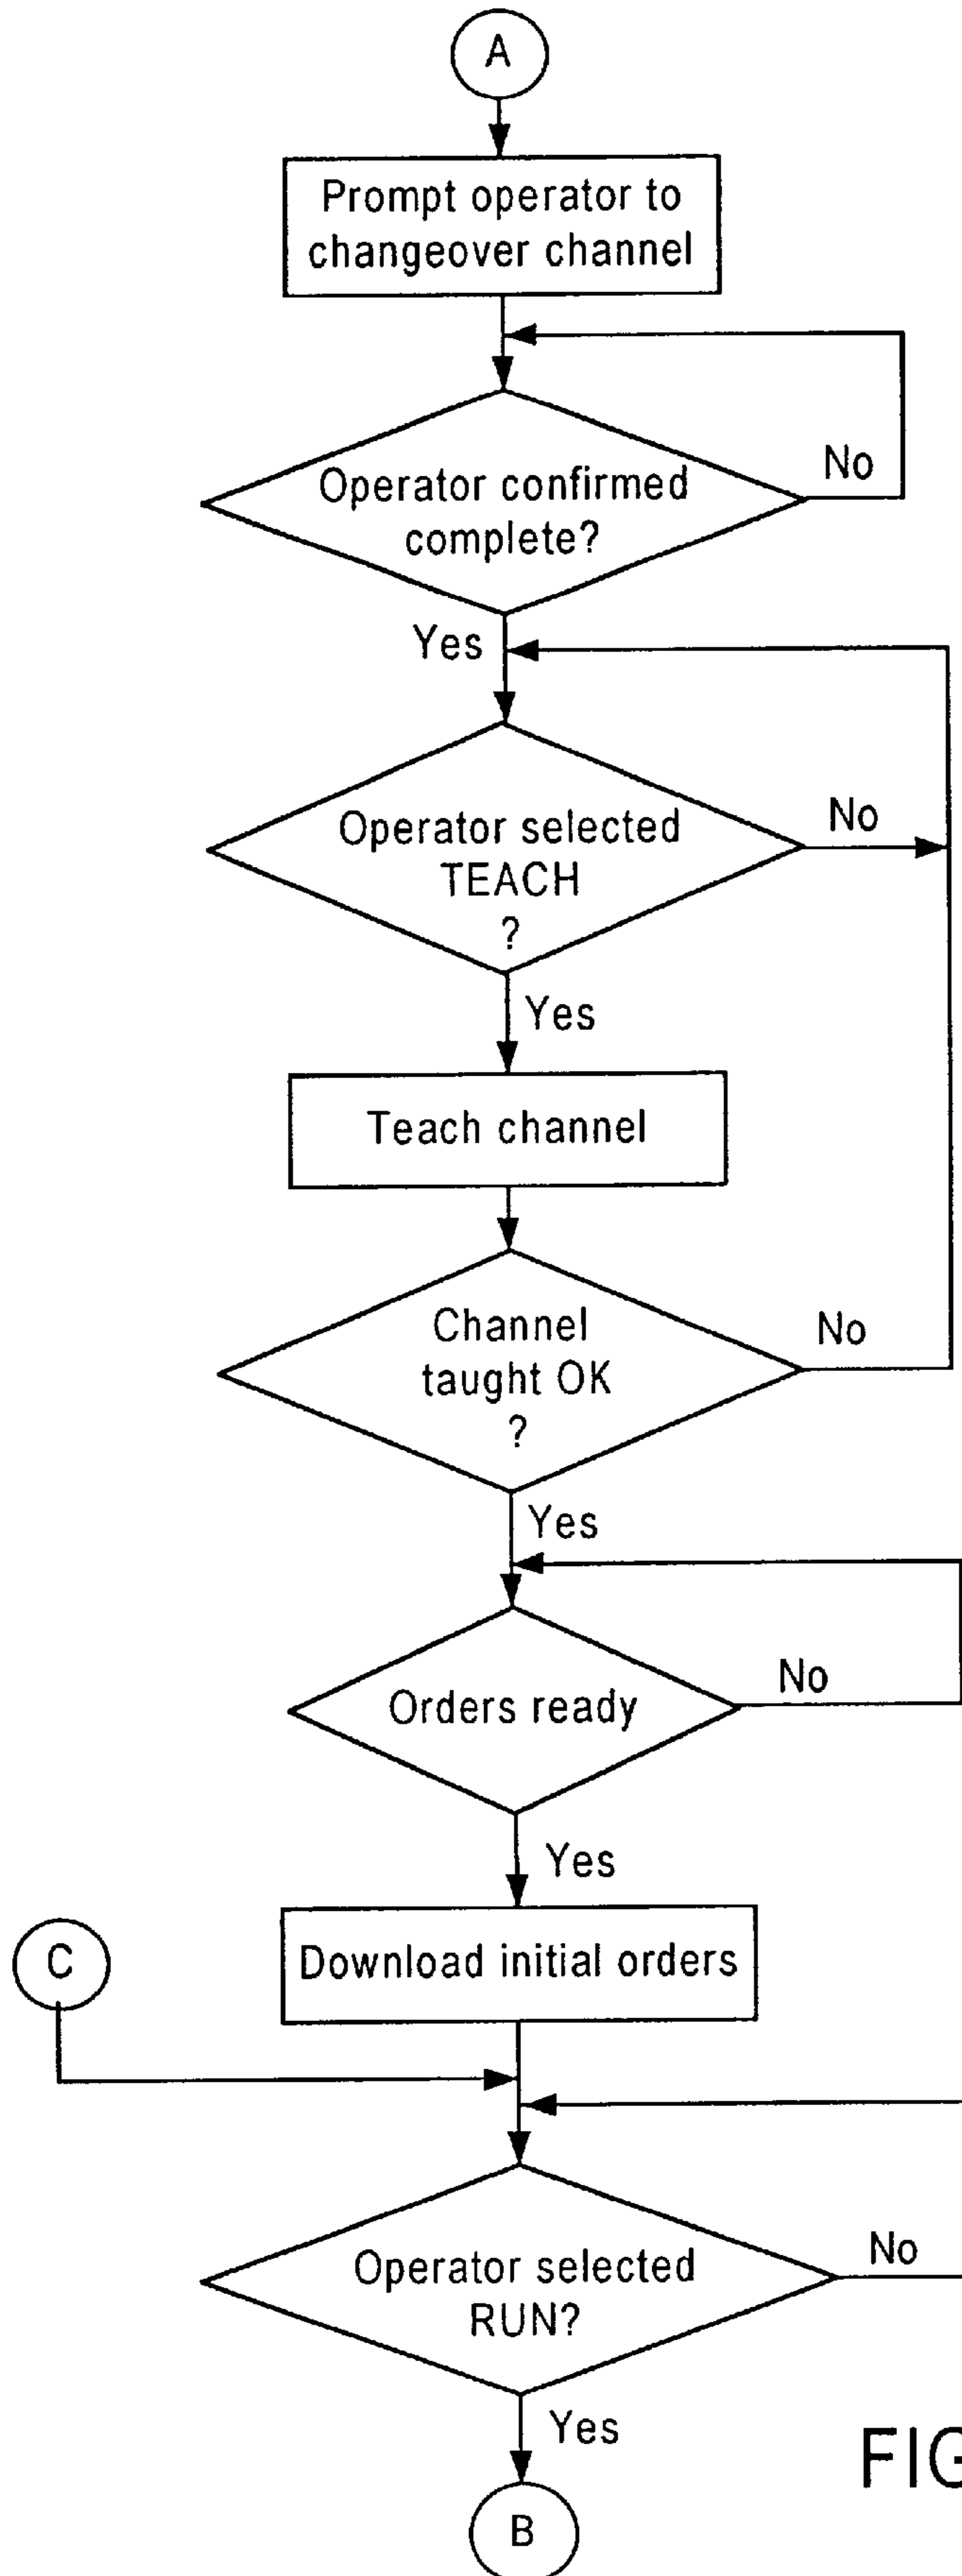 A
Prompt operator to
changeover channel
Operator confirmed
complete?
No
Yes
Operator selected
TEACH
?
No
Yes
Teach channel
Channel
taught OK
?
No
Yes
Orders ready
No
Yes
Download initial orders
C
Operator selected
RUN?
No
Yes
FIG
B